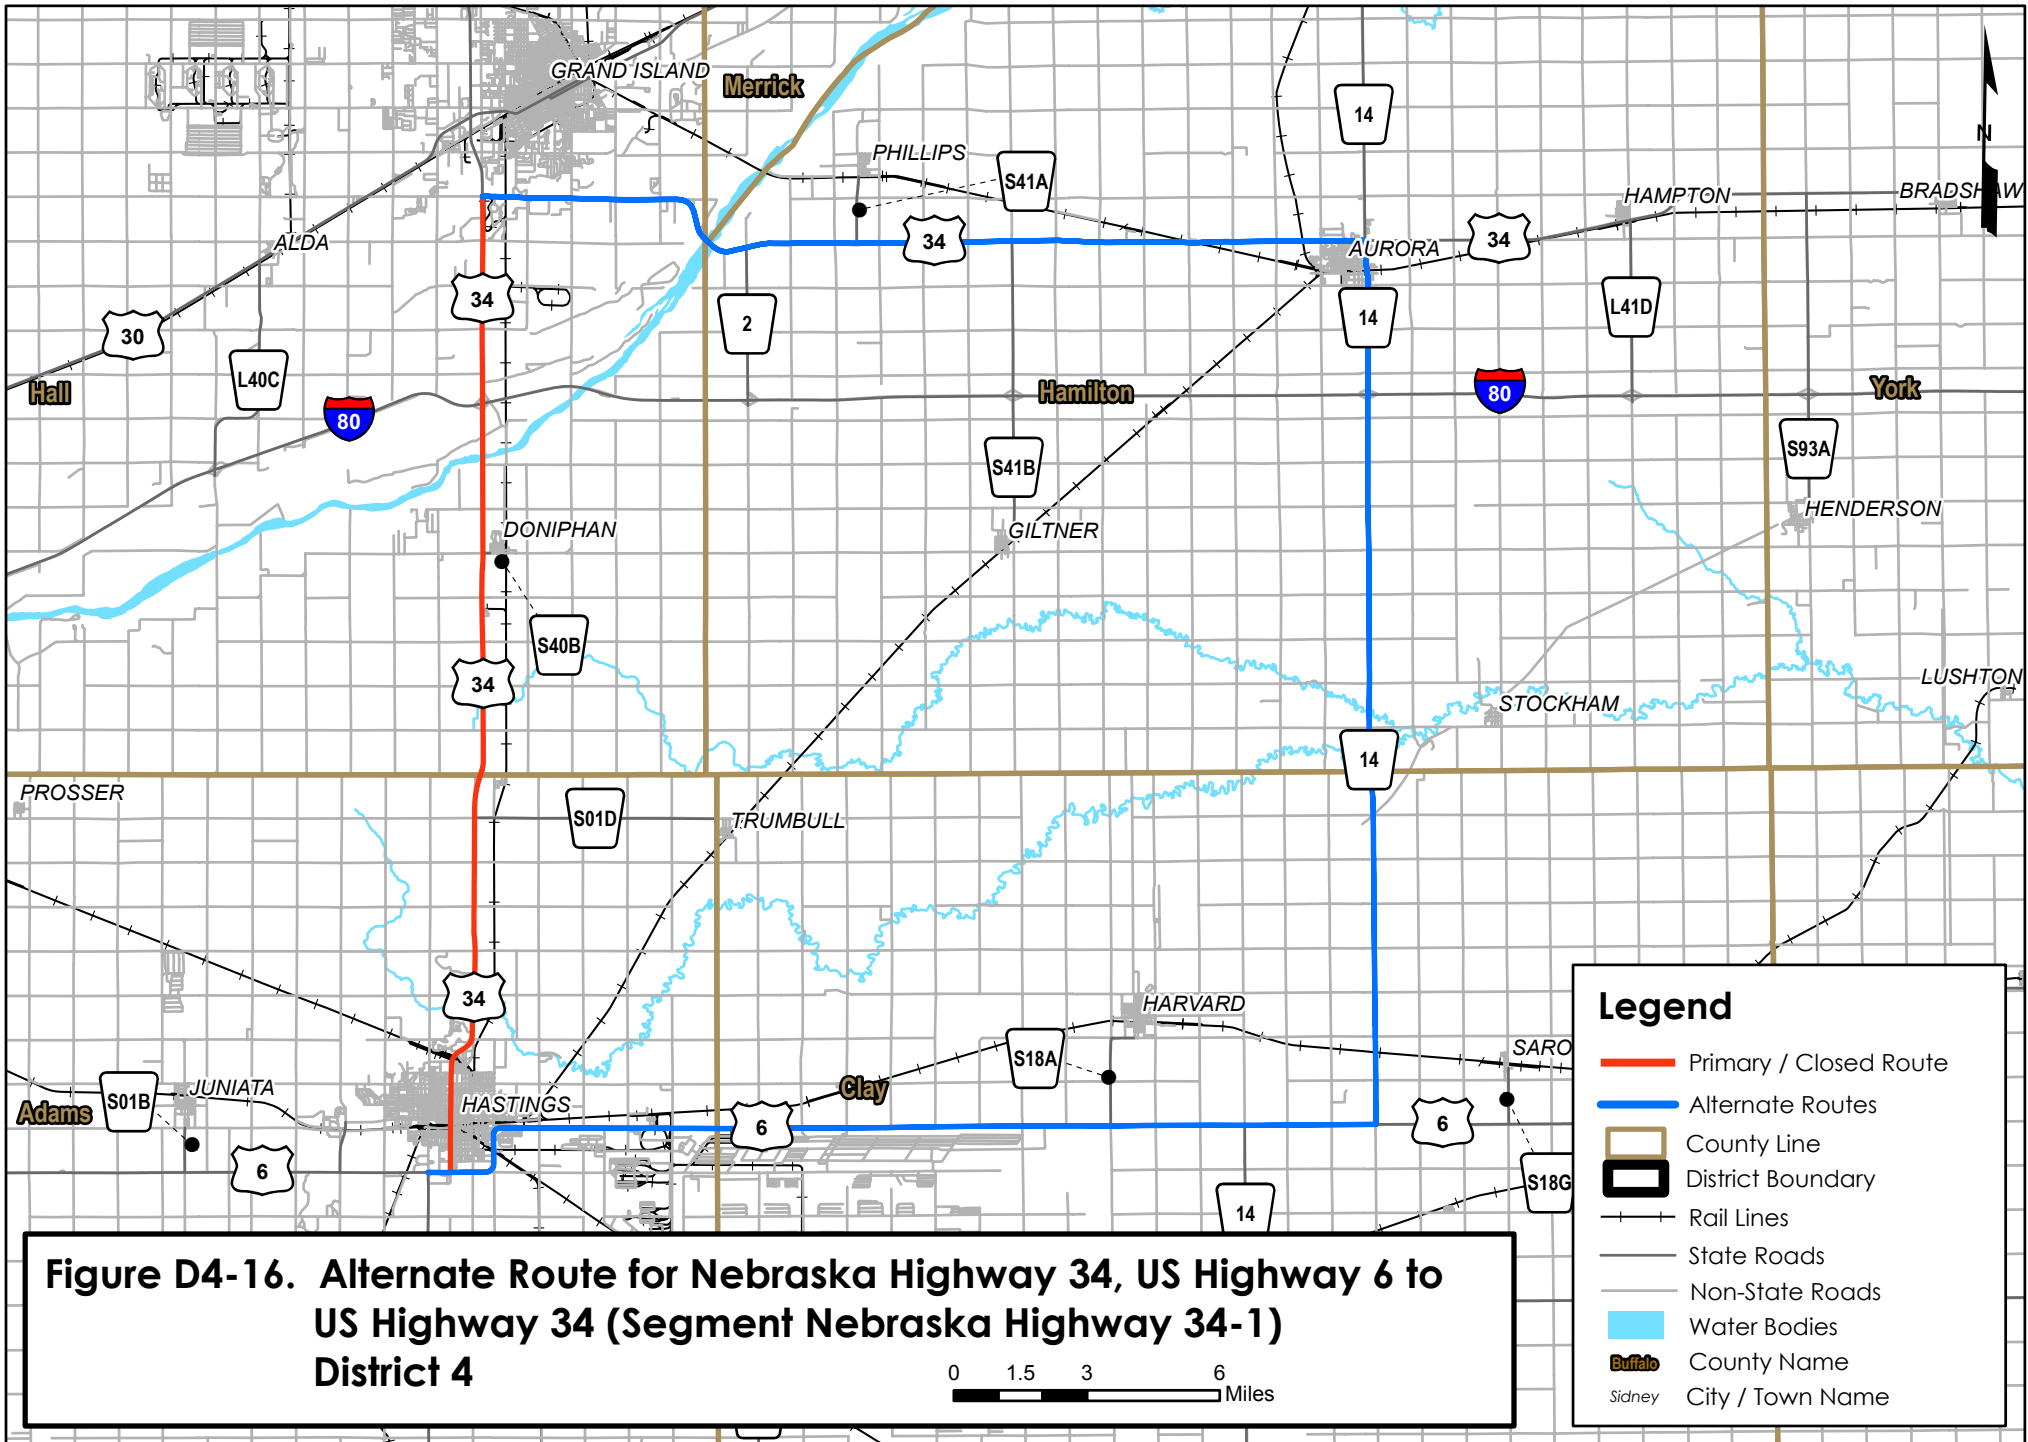 GRAND ISLAND
Merrick
14
PHILLIPS
S41A
N
HAMPTON
BRADSHAW
ALDA
34
AURORA
34
34
30
2
14
L41D
L40C
Hall
80
Hamilton
80
York
S41B
S93A
DONIPHAN
GILTNER
HENDERSON
S40B
34
LUSHTON
STOCKHAM
14
PROSSER
S01D
TRUMBULL
34
HARVARD
S18A
SARO
JUNIATA
S01B
Adams
HASTINGS
Clay
6
6
6
S18G
14
Legend
Primary / Closed Route
Alternate Routes
County Line
District Boundary
Rail Lines
State Roads
Non-State Roads
Water Bodies
Buffalo County Name
Sidney City / Town Name
Figure D4-16. Alternate Route for Nebraska Highway 34, US Highway 6 to
US Highway 34 (Segment Nebraska Highway 34-1)
District 4
0 1.5 3 6
Miles